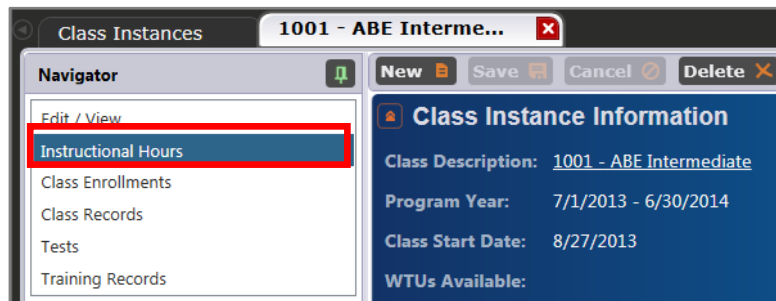 Class Instances
1001 - ABE Interme...
Navigator
New Save Cancel Delete
Edit / View
Instructional Hours
Class Enrollments
Class Records
Tests
Training Records
Class Instance Information
Class Description: 1001 - ABE Intermediate
Program Year: 7/1/2013 - 6/30/2014
Class Start Date: 8/27/2013
WTUs Available: